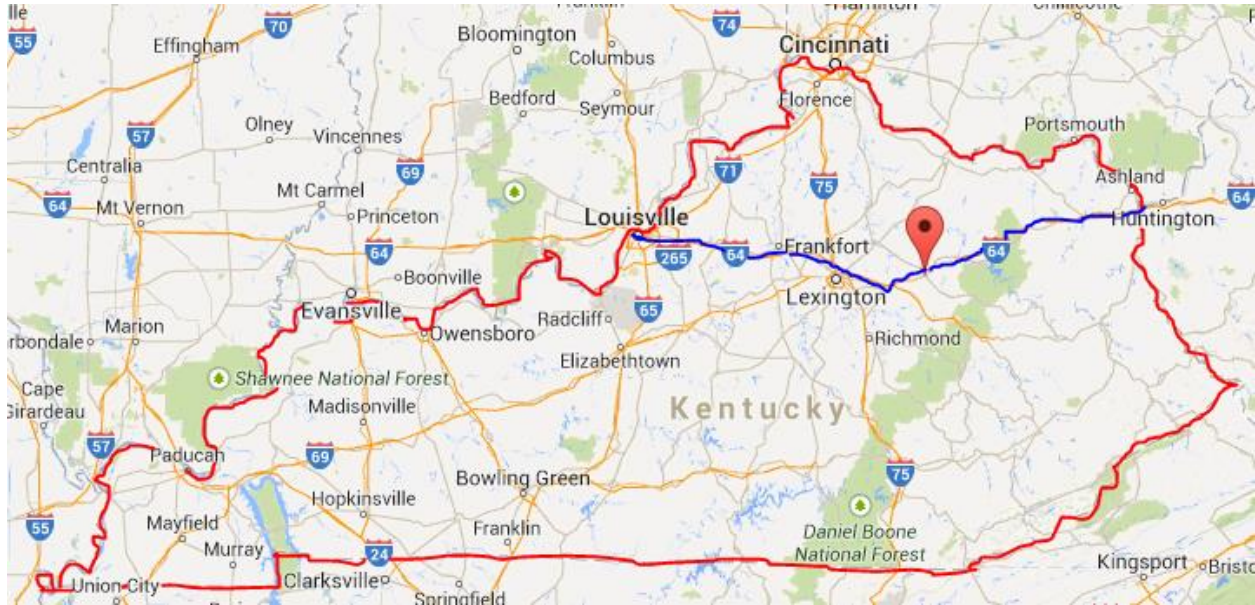 55
Effingham
70
Bloomington
Columbus
74
Hamilton
Chillicothe
Cincinnati
Bedford
Seymour
Florence
57
Olney
Vincennes
Portsmouth
Centralia
69
71
75
Ashland
64
Mt Vernon
Mt Carmel
Princeton
Louisville
Huntington
64
64
265
64
Frankfort
64
Boonville
Lexington
Evansville
Radcliff
65
Marion
Owensboro
Richmond
Elizabethtown
Shawnee National Forest
Cape
Girardeau
Madisonville
Kentucky
57
Paducah
69
75
Bowling Green
Hopkinsville
55
Mayfield
Franklin
Daniel Boone
National Forest
Murray
24
Clarksville
Kingsport
Union City
Springfield